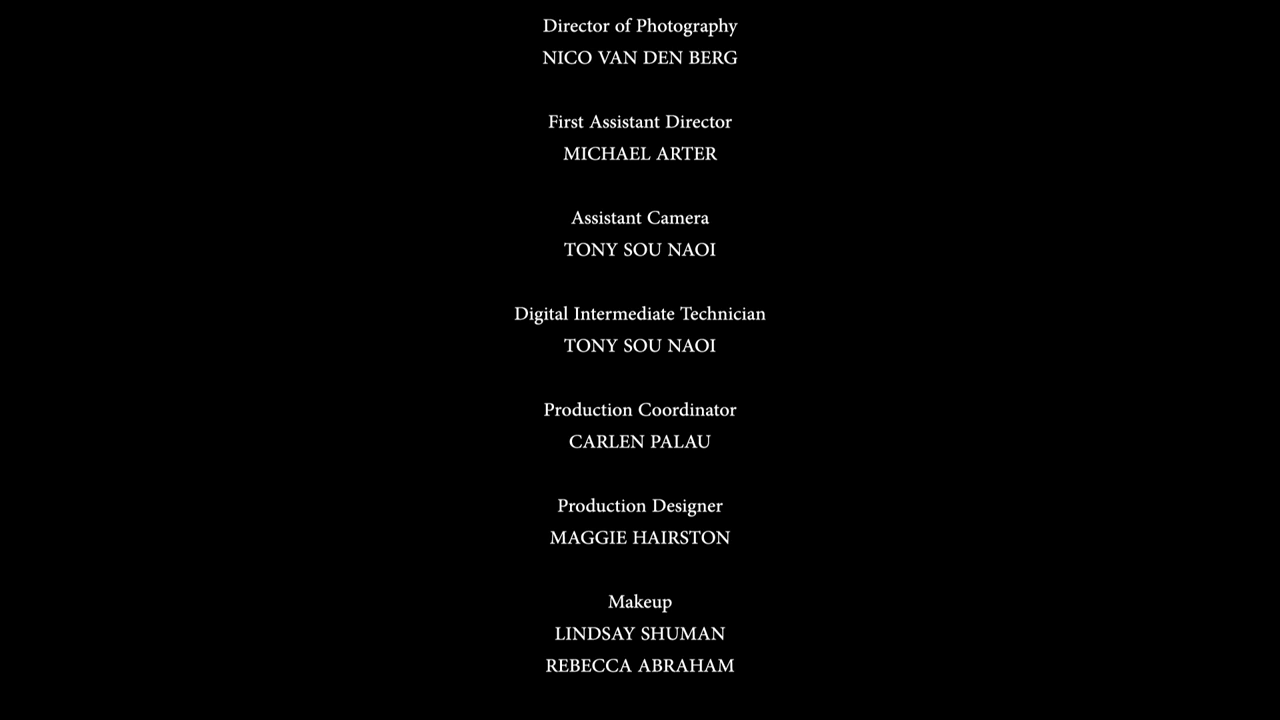 Director of Photography
NICO VAN DEN BERG
First Assistant Director
MICHAEL ARTER
Assistant Camera
TONY SOU NAOI
Digital Intermediate Technician
TONY SOU NAOI
Production Coordinator
CARLEN PALAU
Production Designer
MAGGIE HAIRSTON
Makeup
LINDSAY SHUMAN
REBECCA ABRAHAM